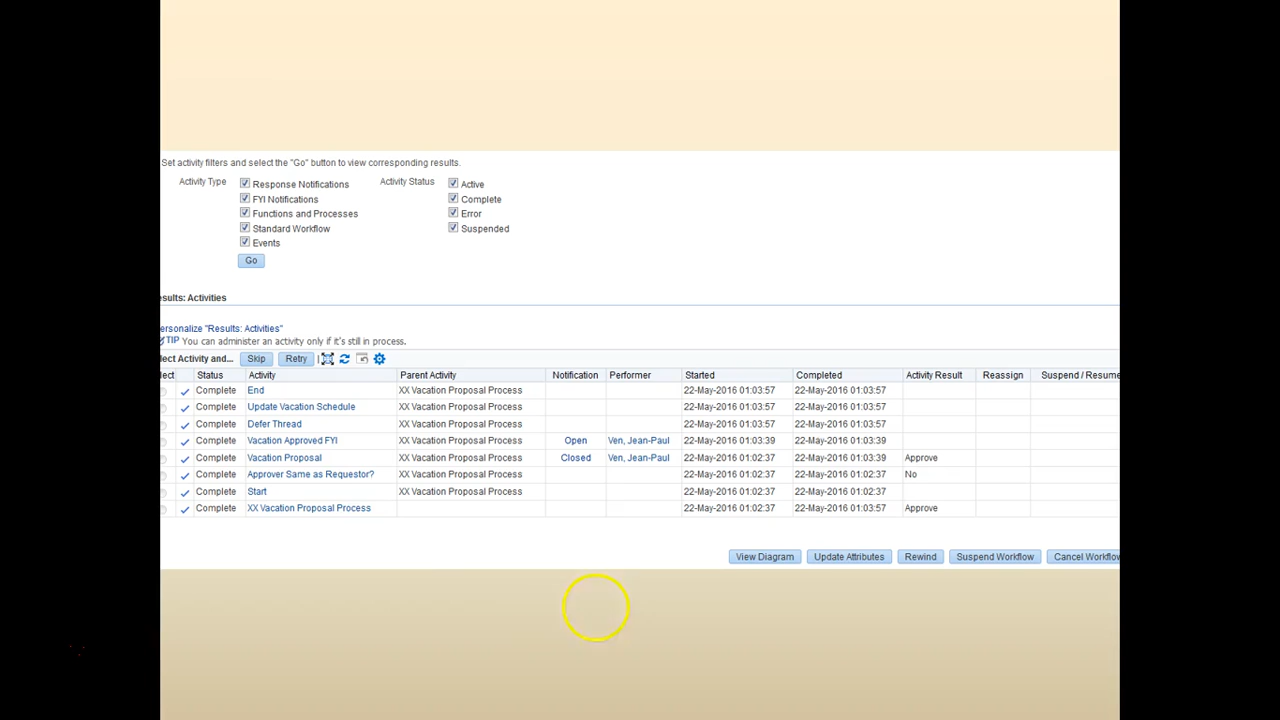 Set activity filters and select the "Go" button to view corresponding results.
Activity Type Response Notifications Activity Status Active
FYI Notifications Complete
Functions and Processes Error
Standard Workflow Suspended
Events
Go
esults: Activities
ersonalize "Results: Activities"
TIP You can administer an activity only if it's still in process.
lect Activity and... Skip Retry
lect Status Activity Parent Activity Notification Performer Started Completed Activity Result Reassign Suspend / Resume
Complete End XX Vacation Proposal Process 22-May-2016 01:03:57 22-May-2016 01:03:57
Complete Update Vacation Schedule XX Vacation Proposal Process 22-May-2016 01:03:57 22-May-2016 01:03:57
Complete Defer Thread XX Vacation Proposal Process 22-May-2016 01:03:57 22-May-2016 01:03:57
Complete Vacation Approved FYI XX Vacation Proposal Process Open Ven, Jean-Paul 22-May-2016 01:03:39 22-May-2016 01:03:39
Complete Vacation Proposal XX Vacation Proposal Process Closed Ven, Jean-Paul 22-May-2016 01:02:37 22-May-2016 01:03:39 Approve
Complete Approver Same as Requestor? XX Vacation Proposal Process 22-May-2016 01:02:37 22-May-2016 01:02:37 No
Complete Start XX Vacation Proposal Process 22-May-2016 01:02:37 22-May-2016 01:02:37
Complete XX Vacation Proposal Process 22-May-2016 01:02:37 22-May-2016 01:03:57 Approve
View Diagram Update Attributes Rewind Suspend Workflow Cancel Workflow